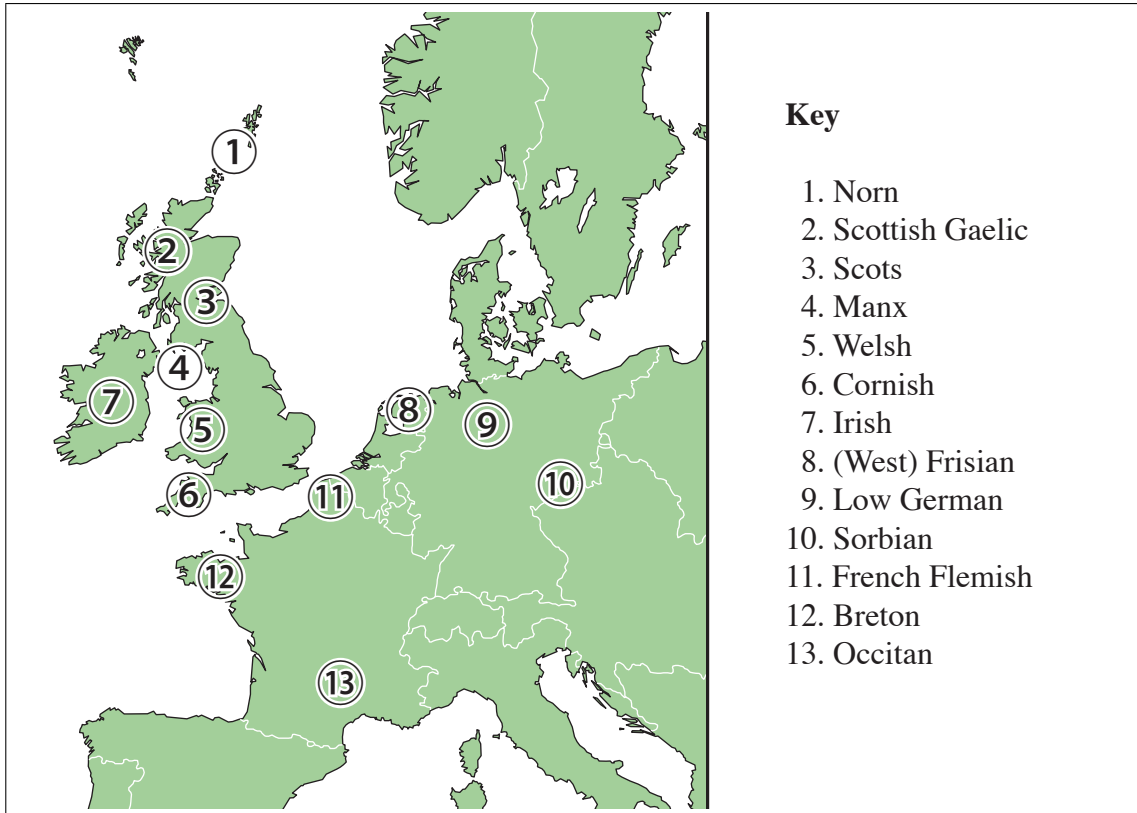 1
2
3
4
7
5
6
8
9
10
11
12
13
Key
1. Norn
2. Scottish Gaelic
3. Scots
4. Manx
5. Welsh
6. Cornish
7. Irish
8. (West) Frisian
9. Low German
10. Sorbian
11. French Flemish
12. Breton
13. Occitan